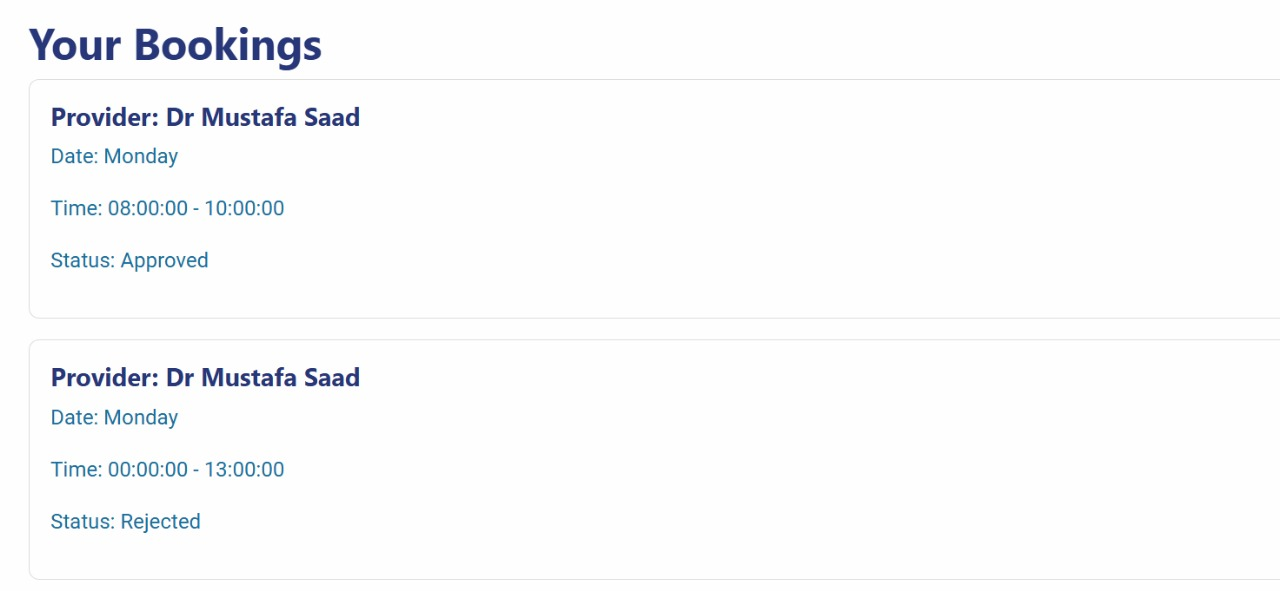 Your Bookings
Provider: Dr Mustafa Saad
Date: Monday
Time: 08:00:00 - 10:00:00
Status: Approved
Provider: Dr Mustafa Saad
Date: Monday
Time: 00:00:00 - 13:00:00
Status: Rejected